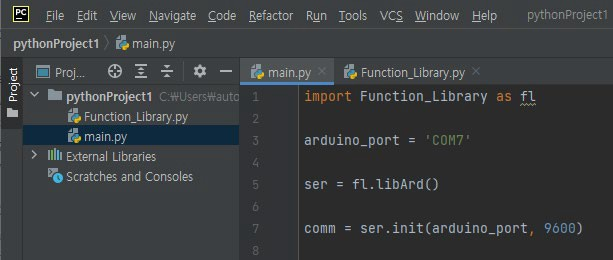 PC File Edit View Navigate Code Refactor Run Tools VCS Window Help pythonProject1
pythonProject1 main.py
Project
Proj...
pythonProject1 C:₩Users₩auto
Function_Library.py
main.py
External Libraries
Scratches and Consoles
main.py Function_Library.py
1 import Function_Library as fl
2
3 arduino_port = 'COM7'
4
5 ser = fl.libArd()
6
7 comm = ser.init(arduino_port, 9600)
8